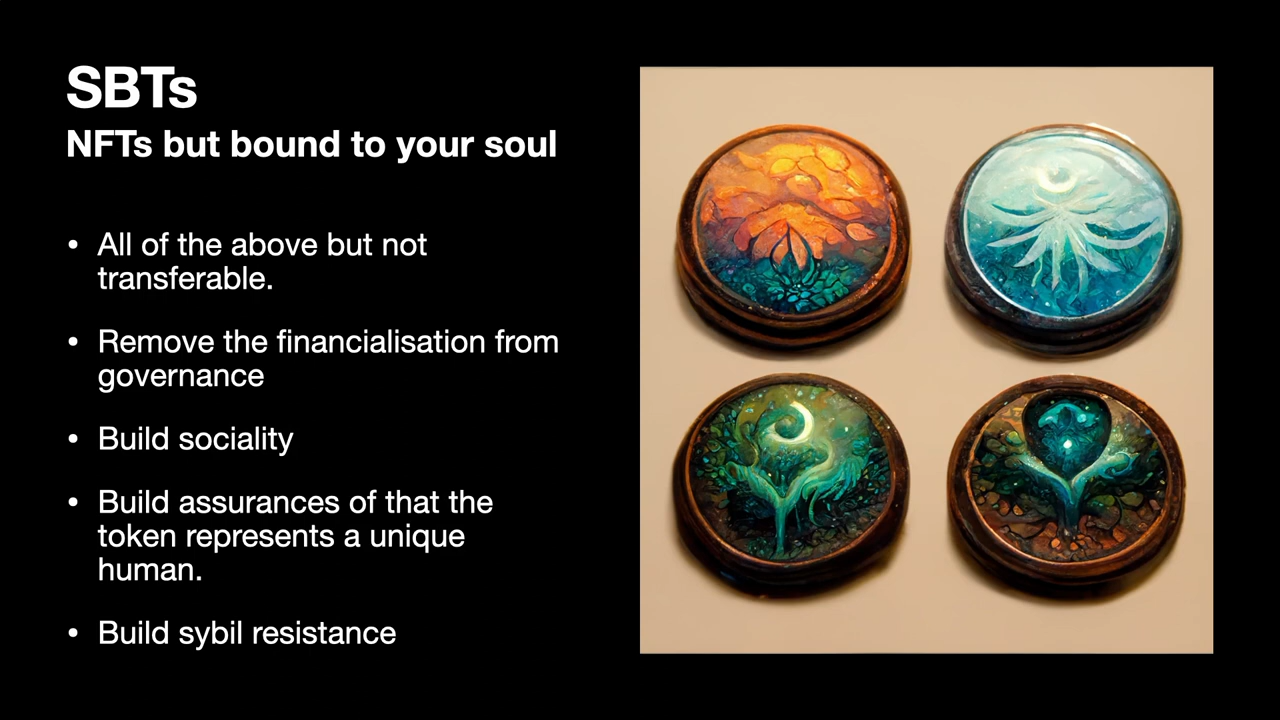 SBTs
NFTs but bound to your soul
• All of the above but not
transferable.
• Remove the financialisation from
governance
• Build sociality
• Build assurances of that the
token represents a unique
human.
• Build sybil resistance